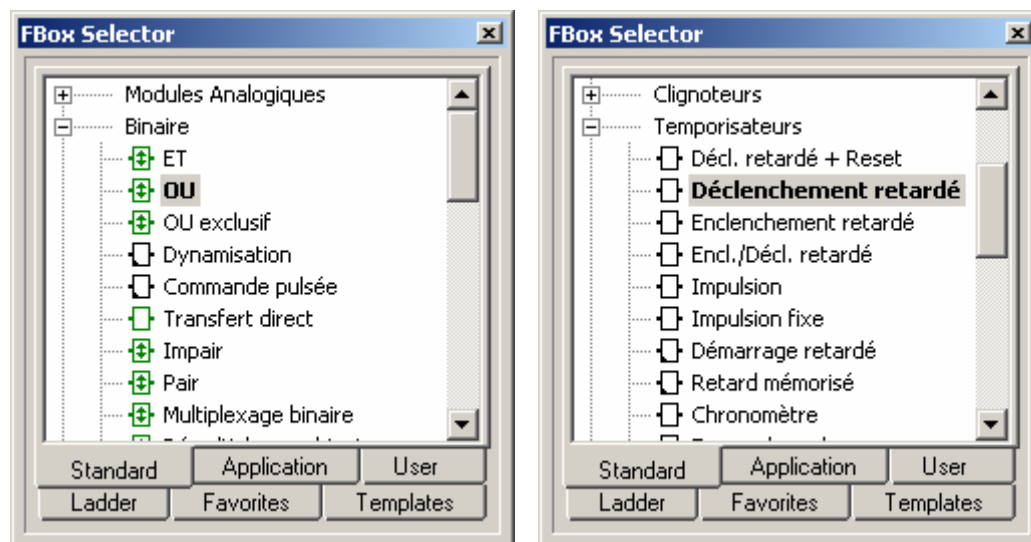 FBox Selector
Modules Analogiques
Binaire
ET
OU
OU exclusif
Dynamisation
Commande pulsée
Transfert direct
Impair
Pair
Multiplexage binaire
Standard
Application
User
Ladder
Favorites
Templates
FBox Selector
Clignoteurs
Temporisateurs
Décl. retardé + Reset
Déclenchement retardé
Enclenchement retardé
Encl./Décl. retardé
Impulsion
Impulsion fixe
Démarrage retardé
Retard mémorisé
Chronomètre
Standard
Application
User
Ladder
Favorites
Templates